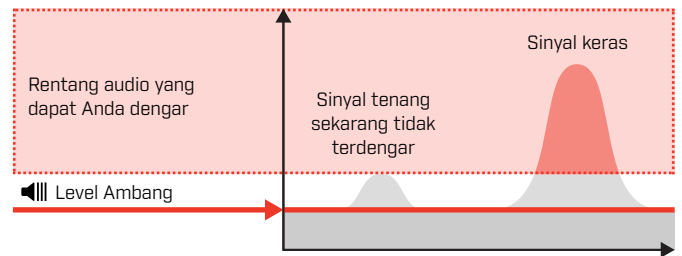 Rentang audio yang
dapat Anda dengar
Sinyal tenang
sekarang tidak
terdengar
Sinyal keras
Level Ambang